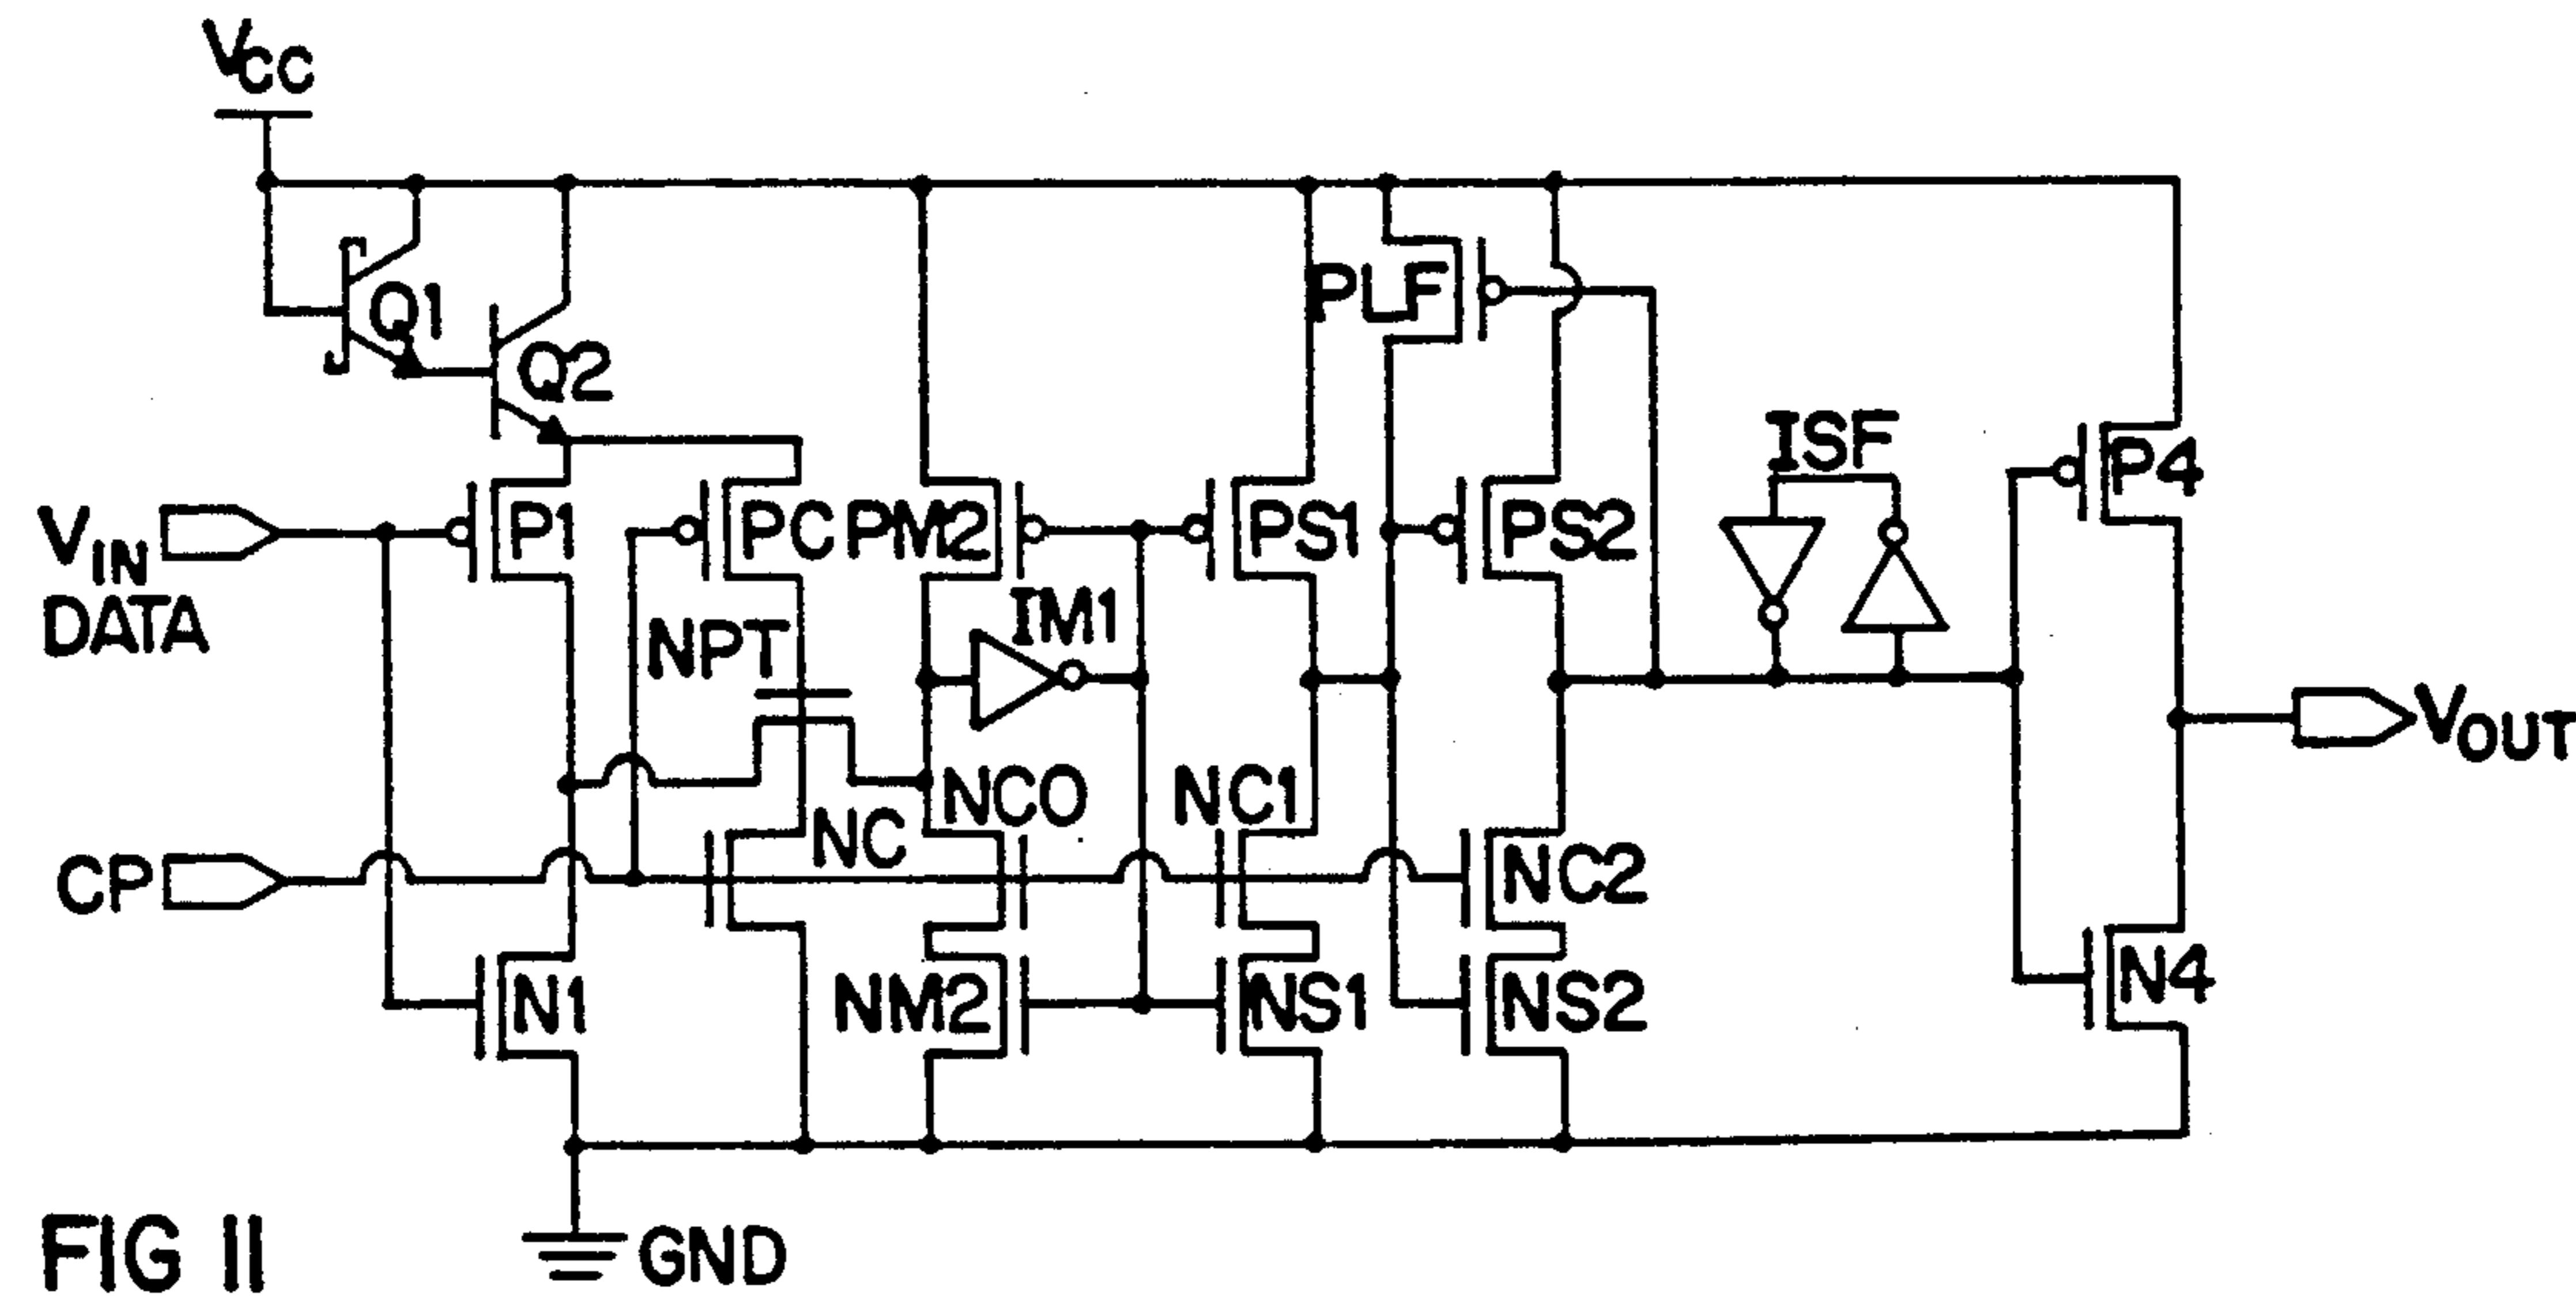 VCC
Q1
Q2
PLF
ISF
P4
VIN
DATA
P1
PC
PM2
PS1
PS2
IM1
NPT
VOUT
NCO
NC1
NC
CP
NC2
N1
NM2
NS1
NS2
N4
FIG 11
GND